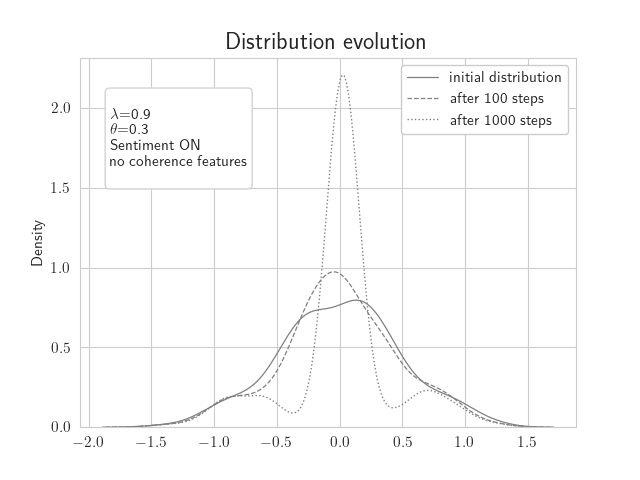 Distribution evolution
λ=0.9
θ=0.3
Sentiment ON
no coherence features
initial distribution
after 100 steps
after 1000 steps
Density
2.0
1.5
1.0
0.5
0.0
−2.0 −1.5 −1.0 −0.5 0.0 0.5 1.0 1.5